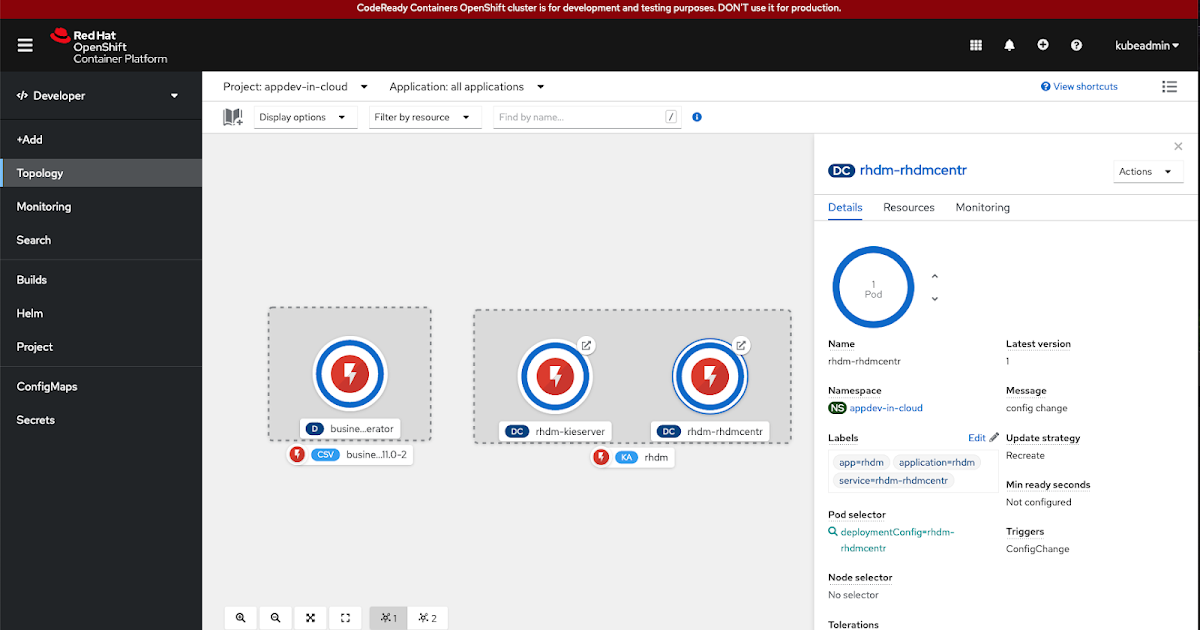 CodeReady Containers OpenShift cluster is for development and testing purposes. DON'T use it for production.
Red Hat
OpenShift
Container Platform
kubeadmin
Developer
Project: appdev-in-cloud
Application: all applications
View shortcuts
Display options
Filter by resource
Find by name...
/
+Add
Topology
Monitoring
Search
Builds
Helm
Project
ConfigMaps
Secrets
D busine...erator
CSV busine...11.0-2
DC rhdm-kieserver
DC rhdm-rhdmcentr
KA rhdm
1
2
DC rhdm-rhdmcentr
Actions
Details
Resources
Monitoring
1
Pod
Name
rhdm-rhdmcentr
Latest version
1
Namespace
NS appdev-in-cloud
Message
config change
Labels
Edit
app=rhdm
application=rhdm
service=rhdm-rhdmcentr
Update strategy
Recreate
Min ready seconds
Not configured
Pod selector
deploymentConfig=rhdm-
rhdmcentr
Triggers
ConfigChange
Node selector
No selector
Tolerations